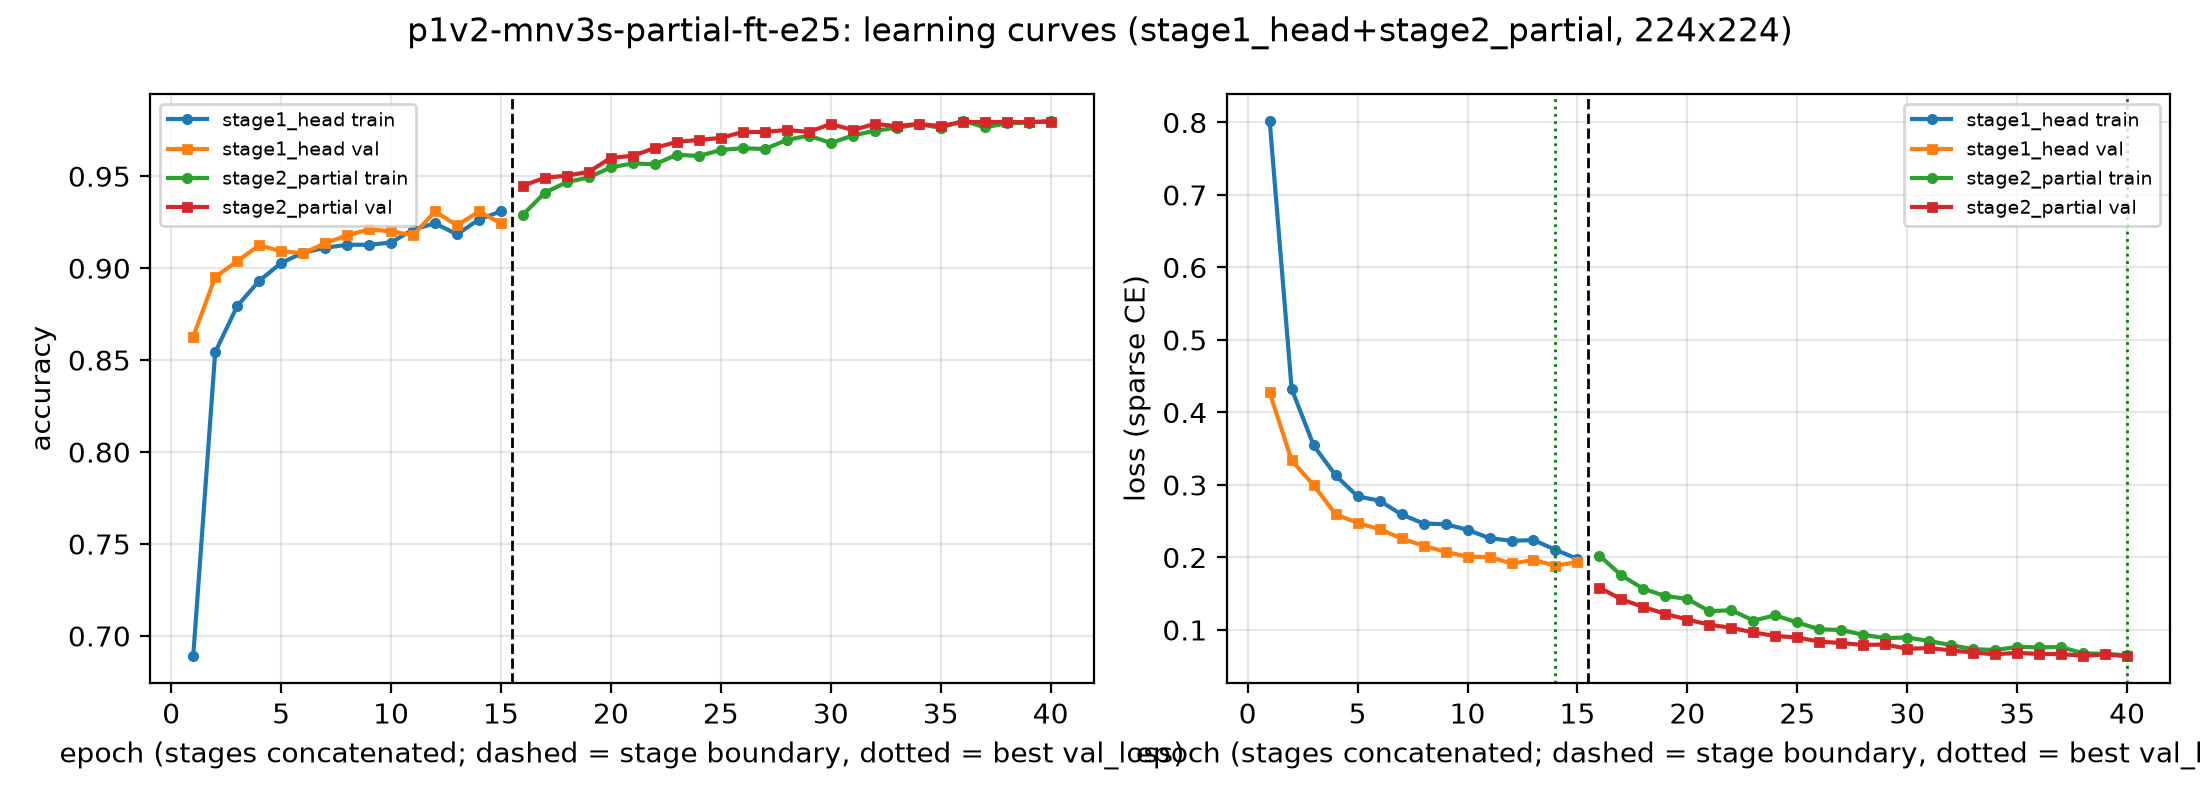 p1v2-mnv3s-partial-ft-e25: learning curves (stage1_head+stage2_partial, 224x224)
stage1_head train
stage1_head val
stage2_partial train
stage2_partial val
accuracy
0.95
0.90
0.85
0.80
0.75
0.70
0 5 10 15 20 25 30 35 40
epoch (stages concatenated; dashed = stage boundary, dotted = best val_loss)
stage1_head train
stage1_head val
stage2_partial train
stage2_partial val
loss (sparse CE)
0.8
0.7
0.6
0.5
0.4
0.3
0.2
0.1
0 5 10 15 20 25 30 35 40
epoch (stages concatenated; dashed = stage boundary, dotted = best val_l